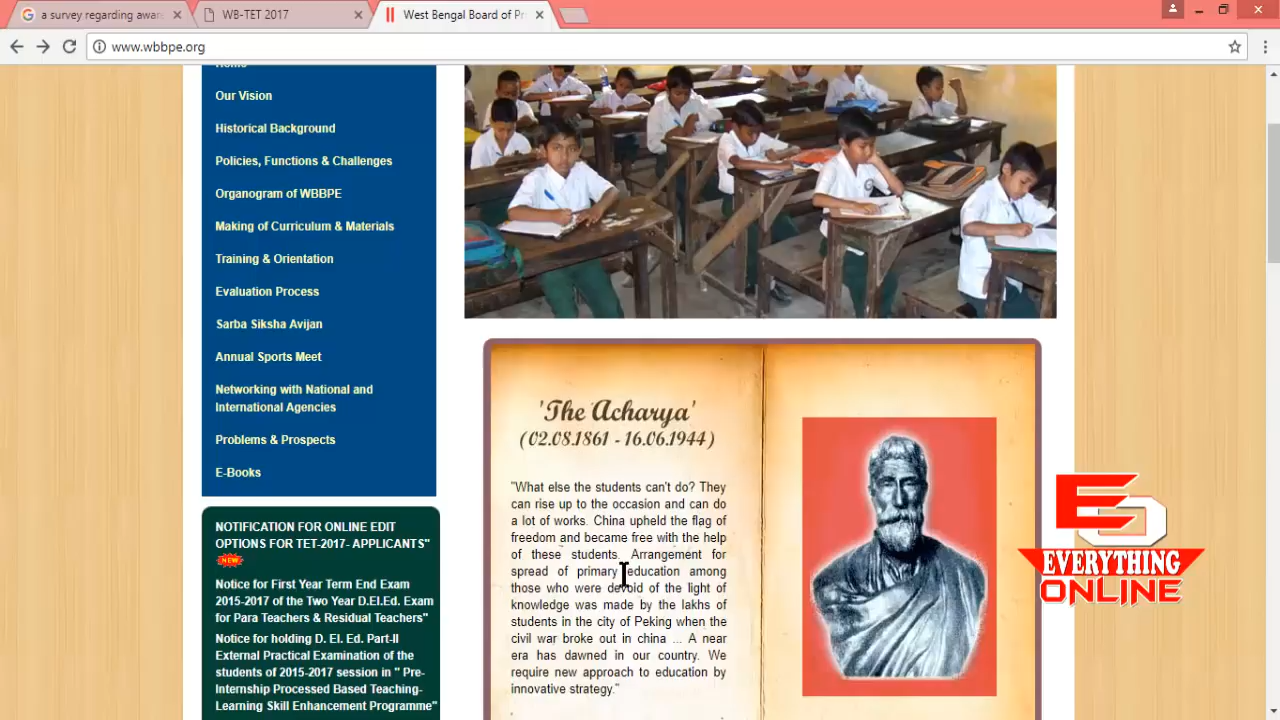 a survey regarding awar
WB-TET 2017
West Bengal Board of Pr
www.wbbpe.org
Home
Our Vision
Historical Background
Policies, Functions & Challenges
Organogram of WBBPE
Making of Curriculum & Materials
Training & Orientation
Evaluation Process
Sarba Siksha Avijan
Annual Sports Meet
Networking with National and
International Agencies
Problems & Prospects
E-Books
NOTIFICATION FOR ONLINE EDIT
OPTIONS FOR TET-2017- APPLICANTS"
NEW
Notice for First Year Term End Exam
2015-2017 of the Two Year D.El.Ed. Exam
for Para Teachers & Residual Teachers"
Notice for holding D. El. Ed. Part-II
External Practical Examination of the
students of 2015-2017 session in " Pre-
Internship Processed Based Teaching-
Learning Skill Enhancement Programme"
'The Acharya'
(02.08.1861 - 16.06.1944)
"What else the students can't do? They
can rise up to the occasion and can do
a lot of works. China upheld the flag of
freedom and became free with the help
of these students. Arrangement for
spread of primary education among
those who were devoid of the light of
knowledge was made by the lakhs of
students in the city of Peking when the
civil war broke out in china ... A near
era has dawned in our country. We
require new approach to education by
innovative strategy."
EO
EVERYTHING
ONLINE